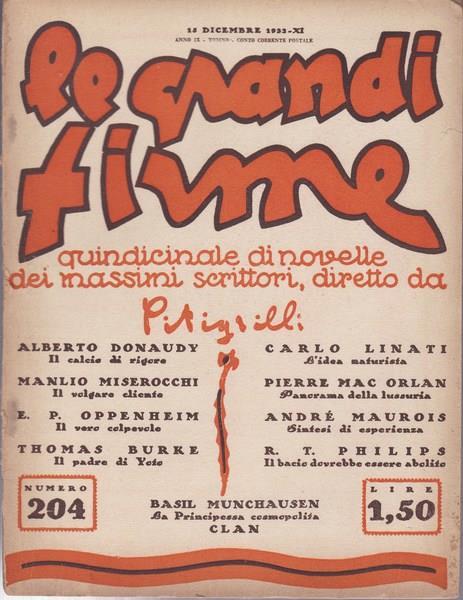 15 DICEMBRE 1933-XI
ANNO IX - TORINO - CONTO CORRENTE POSTALE
le grandi
firme
quindicinale di novelle
dei massimi scrittori, diretto da
Pitigrilli
ALBERTO DONAUDY
Il calcio di rigore
MANLIO MISEROCCHI
Il volgare cliente
E. P. OPPENHEIM
Il vero colpevole
THOMAS BURKE
Il padre di Yoto
CARLO LINATI
L'idea naturista
PIERRE MAC ORLAN
Panorama della lussuria
ANDRÉ MAUROIS
Sintesi di esperienza
R. T. PHILIPS
Il bacio dovrebbe essere abolito
NUMERO
204
BASIL MUNCHAUSEN
La Principessa cosmopolita
CLAN
LIRE
1,50